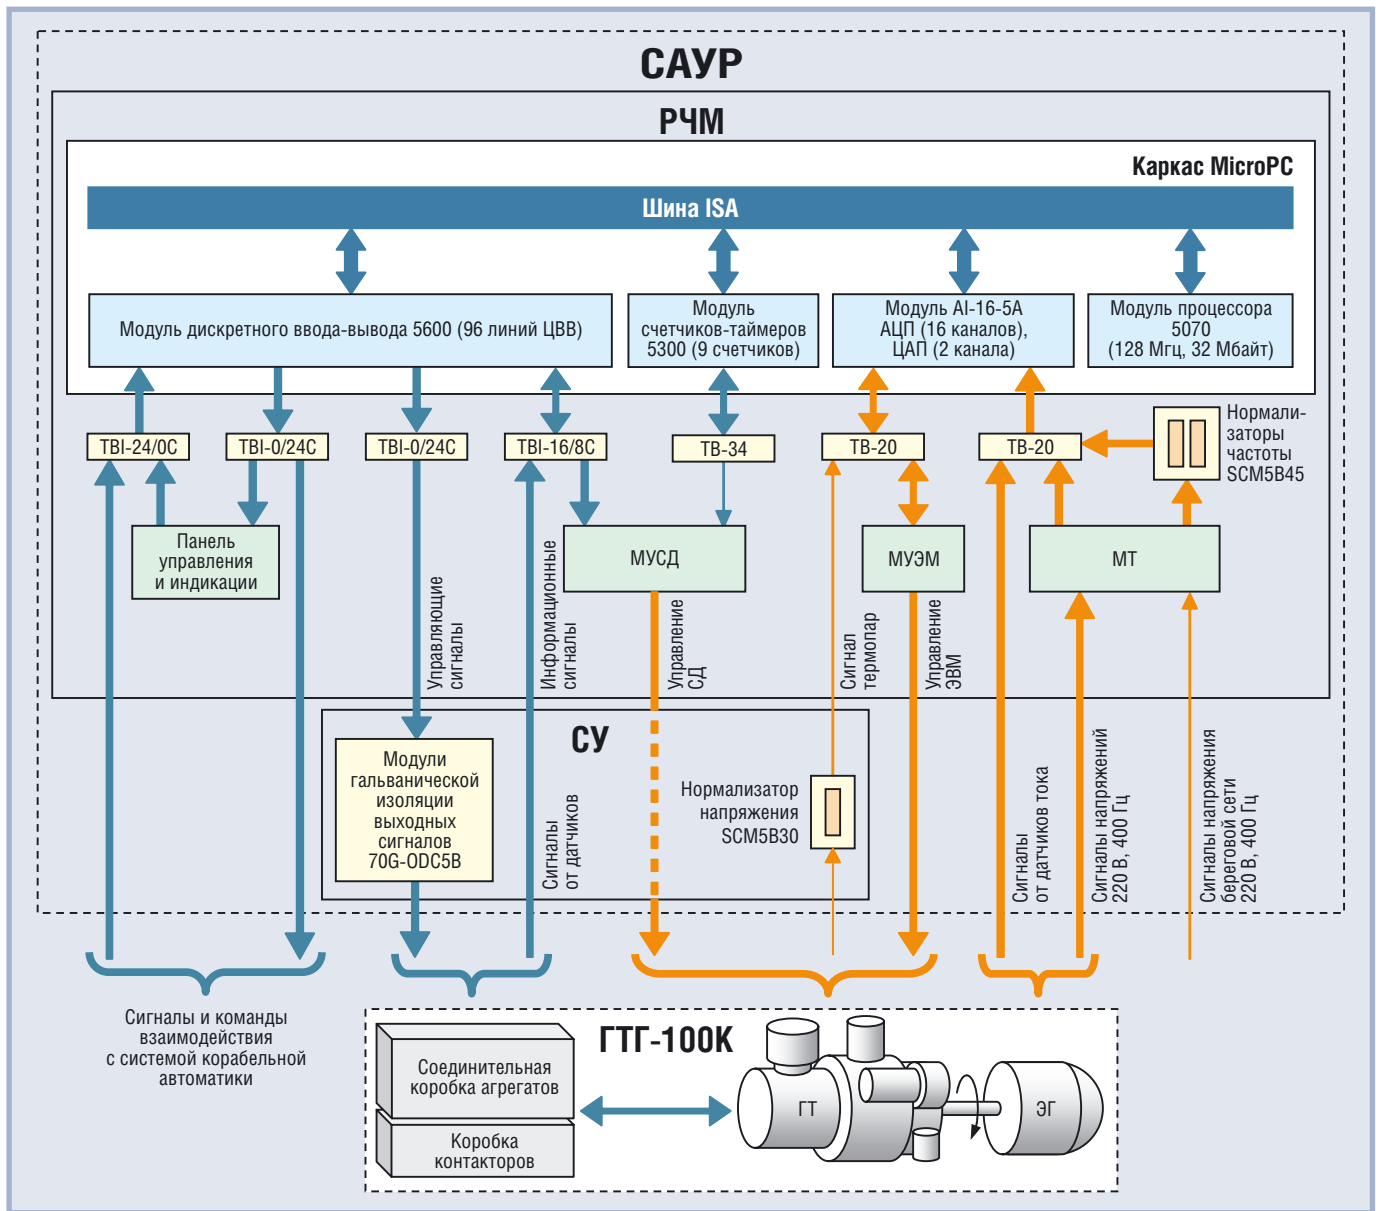 САУР
РЧМ
Каркас MicroPC
Шина ISA
Модуль дискретного ввода-вывода 5600 (96 линий ЦВВ)
Модуль
счетчиков-таймеров
5300 (9 счетчиков)
Модуль AI-16-5A
АЦП (16 каналов),
ЦАП (2 канала)
Модуль процессора
5070
(128 Мгц, 32 Мбайт)
TBI-24/0C
TBI-0/24C
TBI-0/24C
TBI-16/8C
TB-34
TB-20
TB-20
Нормали-
заторы
частоты
SCM5B45
Панель
управления
и индикации
МУСД
МУЭМ
МТ
Управляющие
сигналы
Информационные
сигналы
Управление
СД
Сигнал
термопар
Управление
ЭВМ
СУ
Модули
гальванической
изоляции
выходных
сигналов
70G-ODC5B
Сигналы
от датчиков
Нормализатор
напряжения
SCM5B30
Сигналы
от датчиков тока
Сигналы напряжений
220 В, 400 Гц
Сигналы напряжения
береговой сети
220 В, 400 Гц
Сигналы и команды
взаимодействия
с системой корабельной
автоматики
ГТГ-100К
Соединительная
коробка агрегатов
Коробка
контакторов
ГТ
ЭГ